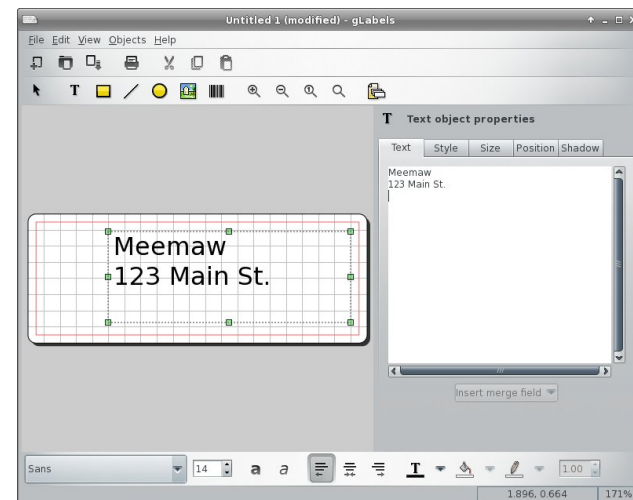 Untitled 1 (modified) - gLabels
File Edit View Objects Help
T
T Text object properties
Text Style Size Position Shadow
Meemaw
123 Main St.
Meemaw
123 Main St.
Insert merge field
Sans 14 a a T 1.00
1.896, 0.664 171%